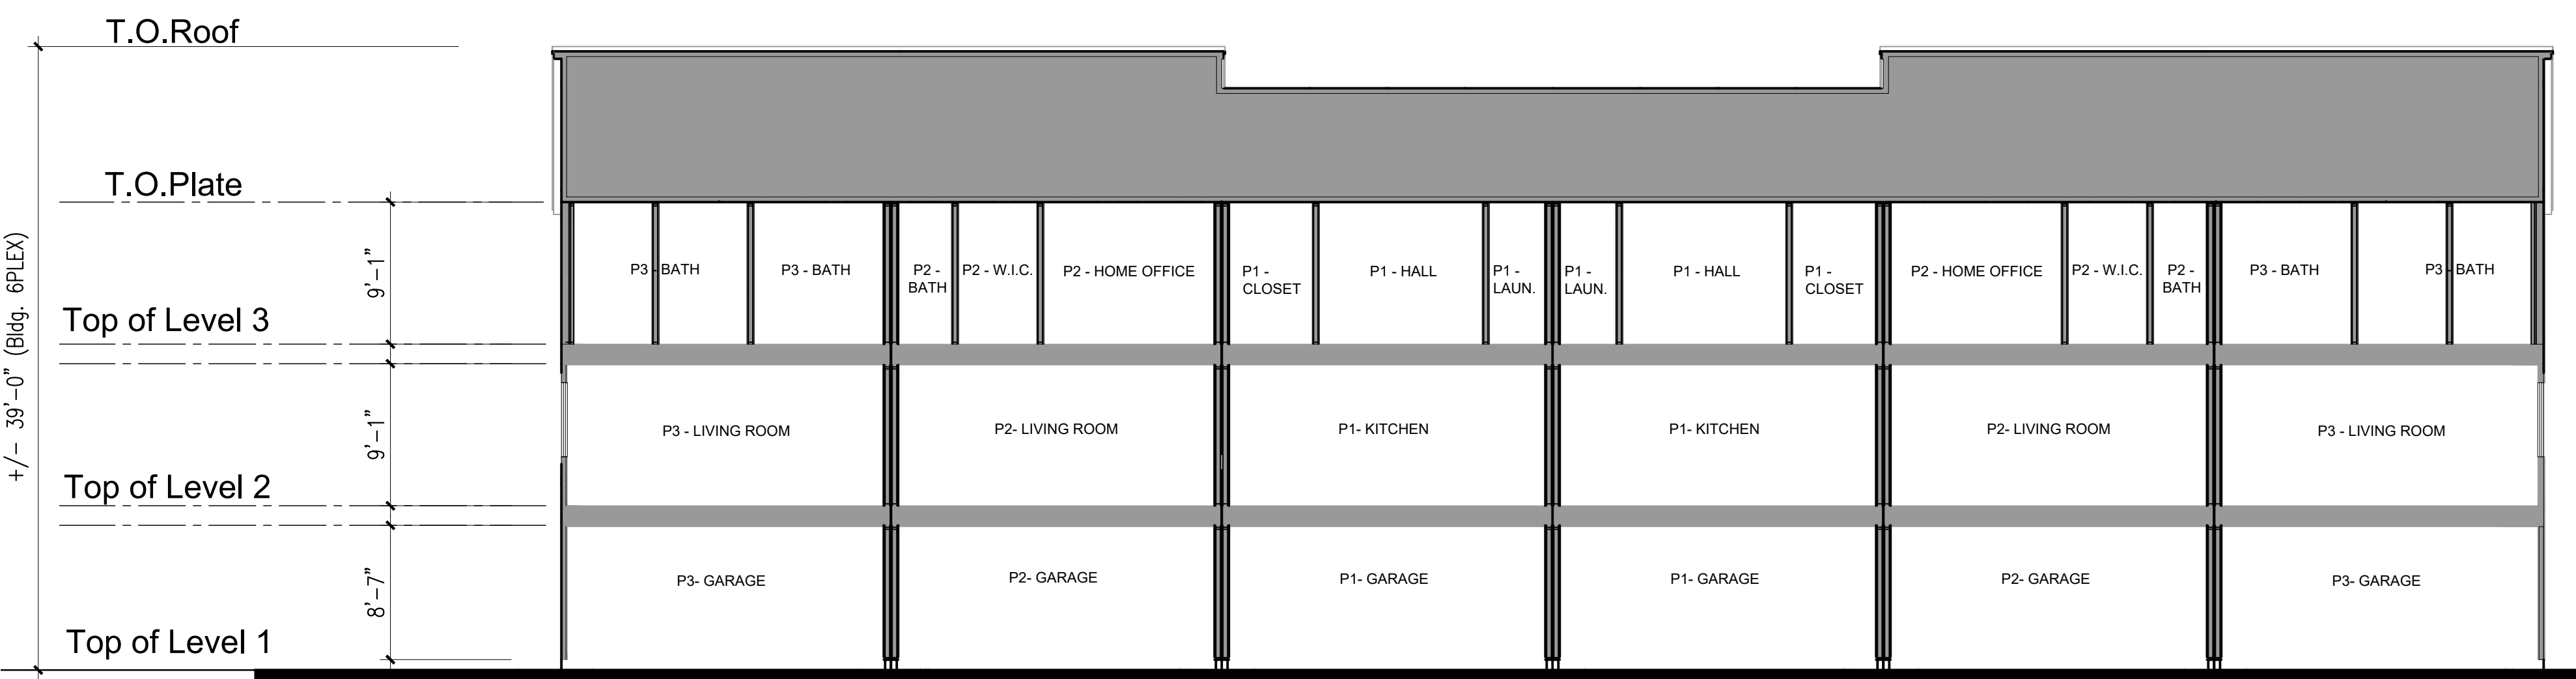 T.O.Roof
T.O.Plate
+/- 39'-0" (Bldg. 6PLEX)
9'-1"
Top of Level 3
9'-1"
Top of Level 2
8'-7"
Top of Level 1
P3 - BATH
P3 - BATH
P2 -
BATH
P2 - W.I.C.
P2 - HOME OFFICE
P1 -
CLOSET
P1 - HALL
P1 -
LAUN.
P1 -
LAUN.
P1 - HALL
P1 -
CLOSET
P2 - HOME OFFICE
P2 - W.I.C.
P2 -
BATH
P3 - BATH
P3 - BATH
P3 - LIVING ROOM
P2- LIVING ROOM
P1- KITCHEN
P1- KITCHEN
P2- LIVING ROOM
P3 - LIVING ROOM
P3- GARAGE
P2- GARAGE
P1- GARAGE
P1- GARAGE
P2- GARAGE
P3- GARAGE